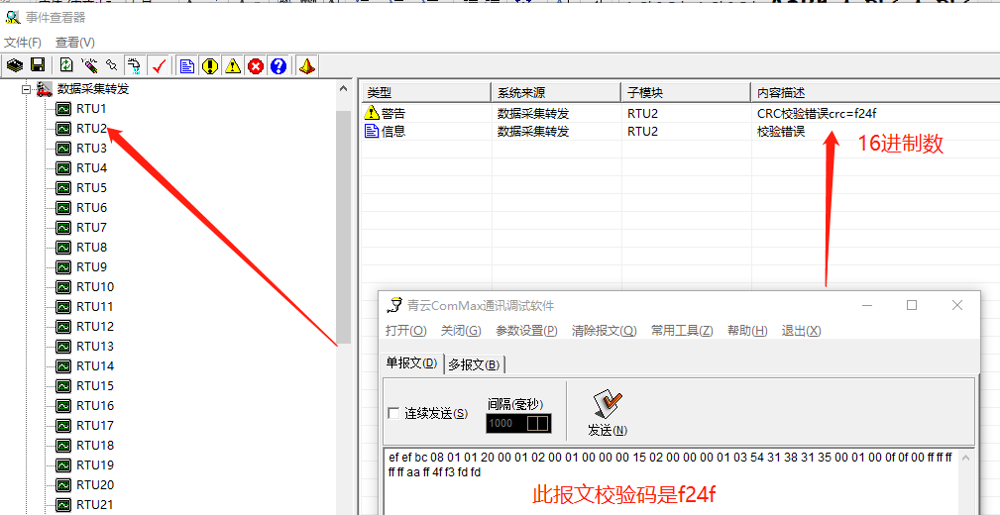 事件查看器
文件(F) 查看(V)
数据采集转发
RTU1
RTU2
RTU3
RTU4
RTU5
RTU6
RTU7
RTU8
RTU9
RTU10
RTU11
RTU12
RTU13
RTU14
RTU15
RTU16
RTU17
RTU18
RTU19
RTU20
RTU21
类型 系统来源 子模块 内容描述
警告 数据采集转发 RTU2 CRC校验错误crc=f24f
信息 数据采集转发 RTU2 校验错误
16进制数
青云ComMax通讯调试软件
打开(O) 关闭(G) 参数设置(P) 清除报文(Q) 常用工具(Z) 帮助(H) 退出(X)
单报文(D) 多报文(B)
连续发送(S)
间隔(毫秒)
1000
发送(N)
ef ef bc 08 01 01 20 00 01 02 00 01 00 00 00 15 02 00 00 00 01 03 54 31 38 31 35 00 01 00 0f 0f 00 ff ff ff
ff ff aa ff 4f f3 fd fd
此报文校验码是f24f